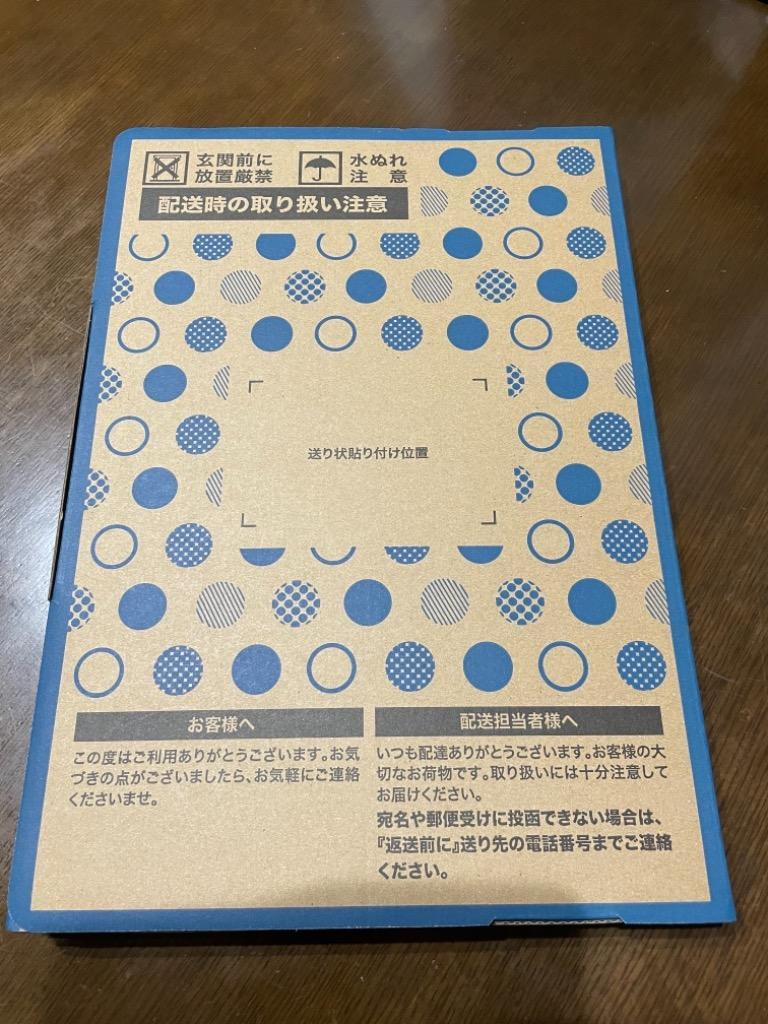 玄関前に
放置厳禁
水ぬれ
注意
配送時の取り扱い注意
送り状貼り付け位置
お客様へ
この度はご利用ありがとうございます。お気
づきの点がございましたら、お気軽にご連絡
くださいませ。
配送担当者様へ
いつも配達ありがとうございます。お客様の大
切なお荷物です。取り扱いには十分注意して
お届けください。
宛名や郵便受けに投函できない場合は、
『返送前に』送り先の電話番号までご連絡
ください。